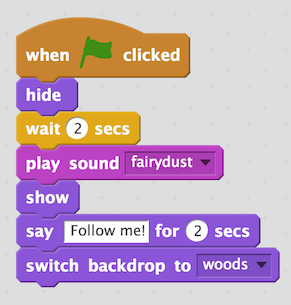 when clicked
hide
wait 2 secs
play sound fairydust
show
say Follow me! for 2 secs
switch backdrop to woods